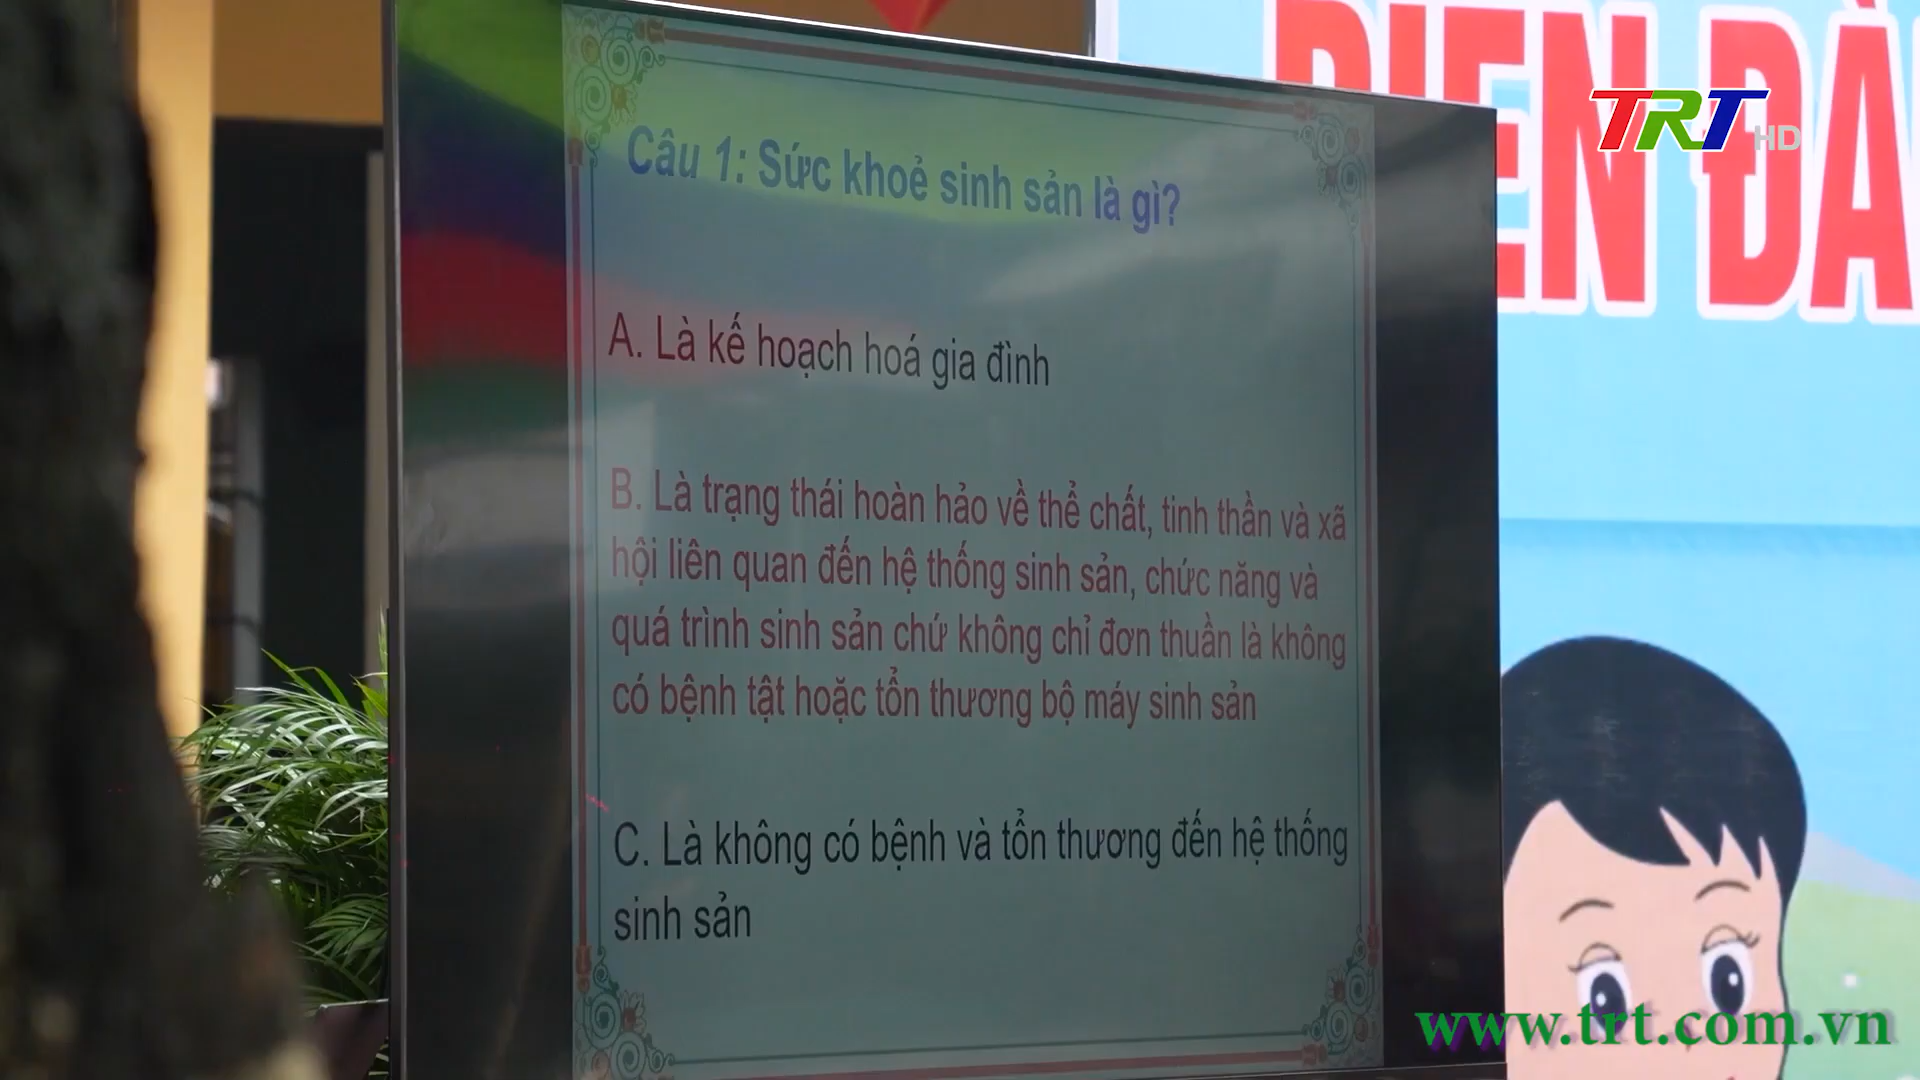 DIỄN ĐÀ
TRT HD
Câu 1: Sức khoẻ sinh sản là gì?
A. Là kế hoạch hoá gia đình
B. Là trạng thái hoàn hảo về thể chất, tinh thần và xã
hội liên quan đến hệ thống sinh sản, chức năng và
quá trình sinh sản chứ không chỉ đơn thuần là không
có bệnh tật hoặc tổn thương bộ máy sinh sản
C. Là không có bệnh và tổn thương đến hệ thống
sinh sản
www.trt.com.vn